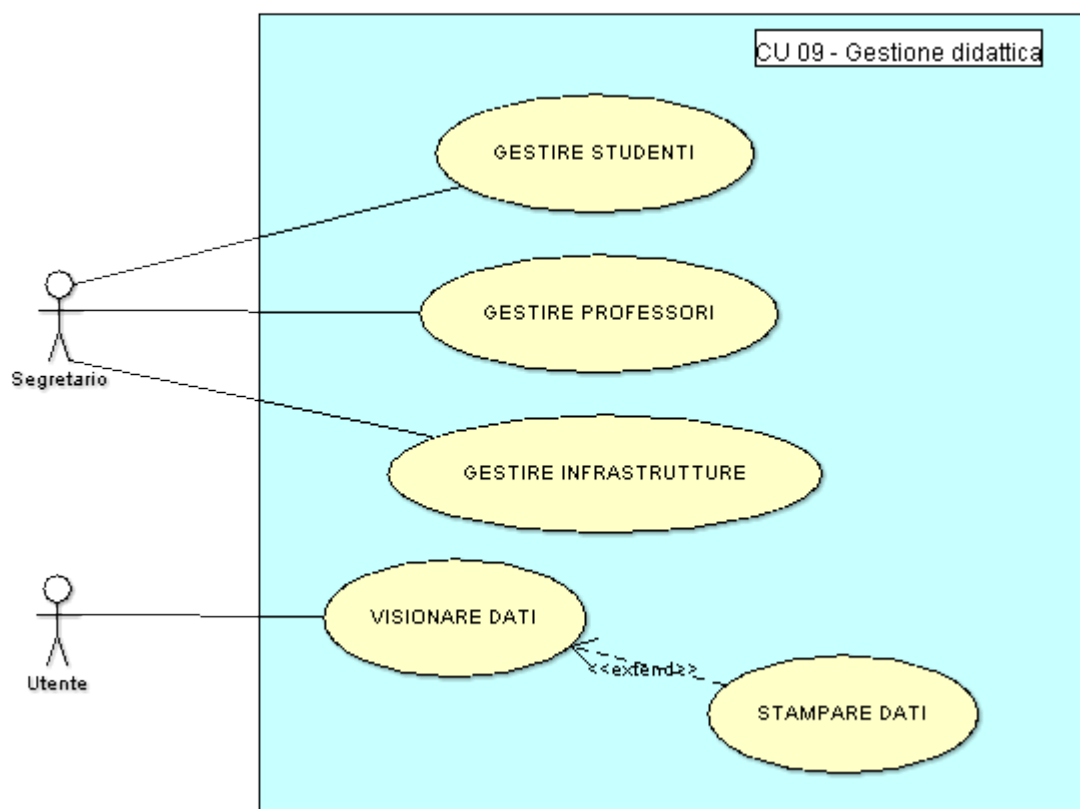 CU 09 - Gestione didattica
GESTIRE STUDENTI
GESTIRE PROFESSORI
Segretario
GESTIRE INFRASTRUTTURE
VISIONARE DATI
<<extend>>
Utente
STAMPARE DATI